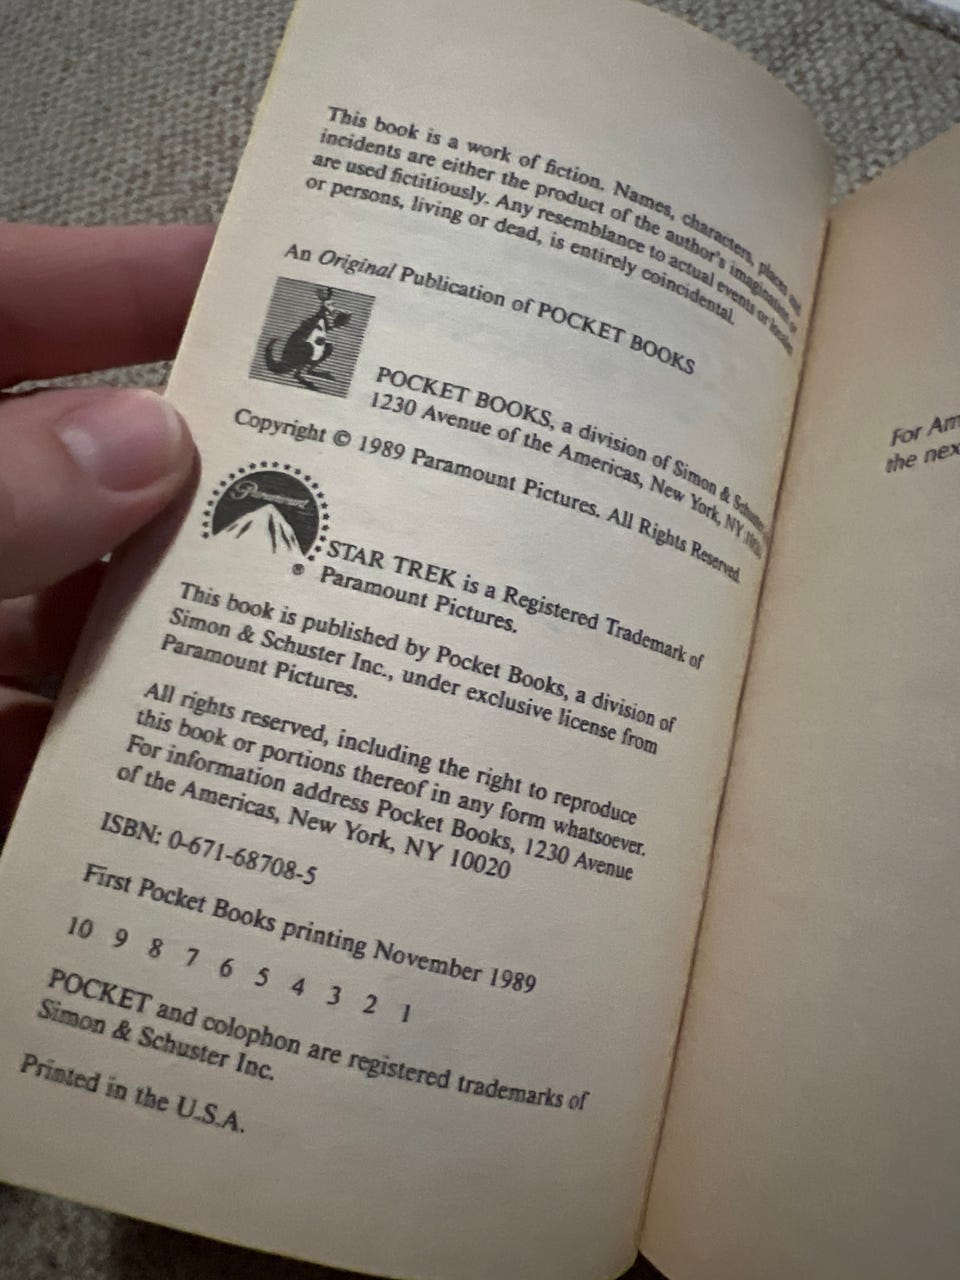 This book is a work of fiction. Names, characters, places and
incidents are either the product of the author's imagination or
are used fictitiously. Any resemblance to actual events or locales
or persons, living or dead, is entirely coincidental.
An Original Publication of POCKET BOOKS
POCKET BOOKS, a division of Simon & Schuster
1230 Avenue of the Americas, New York, NY
Copyright © 1989 Paramount Pictures. All Rights Reserved.
Paramount
®
STAR TREK is a Registered Trademark of
Paramount Pictures.
This book is published by Pocket Books, a division of
Simon & Schuster Inc., under exclusive license from
Paramount Pictures.
All rights reserved, including the right to reproduce
this book or portions thereof in any form whatsoever.
For information address Pocket Books, 1230 Avenue
of the Americas, New York, NY 10020
ISBN: 0-671-68708-5
First Pocket Books printing November 1989
10 9 8 7 6 5 4 3 2 1
POCKET and colophon are registered trademarks of
Simon & Schuster Inc.
Printed in the U.S.A.
For
the